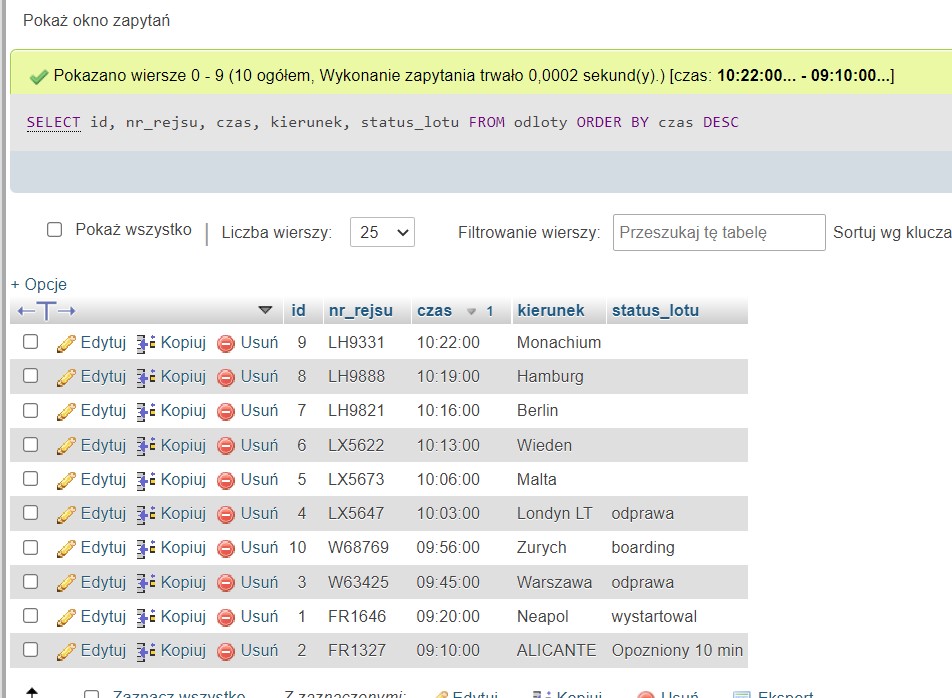 Pokaż okno zapytań
Pokazano wiersze 0 - 9 (10 ogółem, Wykonanie zapytania trwało 0,0002 sekund(y).) [czas: 10:22:00... - 09:10:00...]
SELECT id, nr_rejsu, czas, kierunek, status_lotu FROM odloty ORDER BY czas DESC
Pokaż wszystko | Liczba wierszy: 25 Filtrowanie wierszy: Przeszukaj tę tabelę Sortuj wg klucza
+ Opcje
←T→ id nr_rejsu czas 1 kierunek status_lotu
Edytuj Kopiuj Usuń 9 LH9331 10:22:00 Monachium
Edytuj Kopiuj Usuń 8 LH9888 10:19:00 Hamburg
Edytuj Kopiuj Usuń 7 LH9821 10:16:00 Berlin
Edytuj Kopiuj Usuń 6 LX5622 10:13:00 Wieden
Edytuj Kopiuj Usuń 5 LX5673 10:06:00 Malta
Edytuj Kopiuj Usuń 4 LX5647 10:03:00 Londyn LT odprawa
Edytuj Kopiuj Usuń 10 W68769 09:56:00 Zurych boarding
Edytuj Kopiuj Usuń 3 W63425 09:45:00 Warszawa odprawa
Edytuj Kopiuj Usuń 1 FR1646 09:20:00 Neapol wystartowal
Edytuj Kopiuj Usuń 2 FR1327 09:10:00 ALICANTE Opozniony 10 min
Zaznacz wszystko Z zaznaczonymi: Edytuj Kopiuj Usuń Eksport